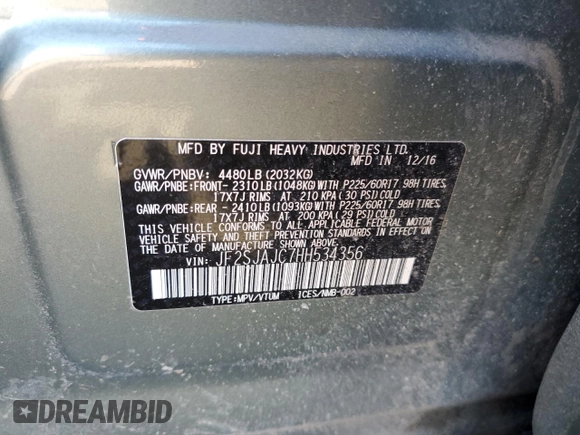 MFD BY FUJI HEAVY INDUSTRIES LTD.
MFD IN 12/16
GVWR/PNBV: 4480LB(2032KG)
GAWR/PNBE:FRONT-2310LB(1048KG)WITH P225/60R17 98H TIRES,
17X7J RIMS AT 210 KPA(30 PSI)COLD
GAWR/PNBE:REAR -2410LB(1093KG)WITH P225/60R17 98H TIRES,
17X7J RIMS AT 200 KPA(29 PSI)COLD
THIS VEHICLE CONFORMS TO ALL APPLICABLE FEDERAL MOTOR
VEHICLE SAFETY AND THEFT PREVENTION STANDARDS IN EFFECT ON
THE DATE OF MANUFACTURE SHOWN ABOVE.
VIN: JF2SJAJC7HH534356
TYPE:MPV/VTUM ICES/NMB-002
DREAMBID